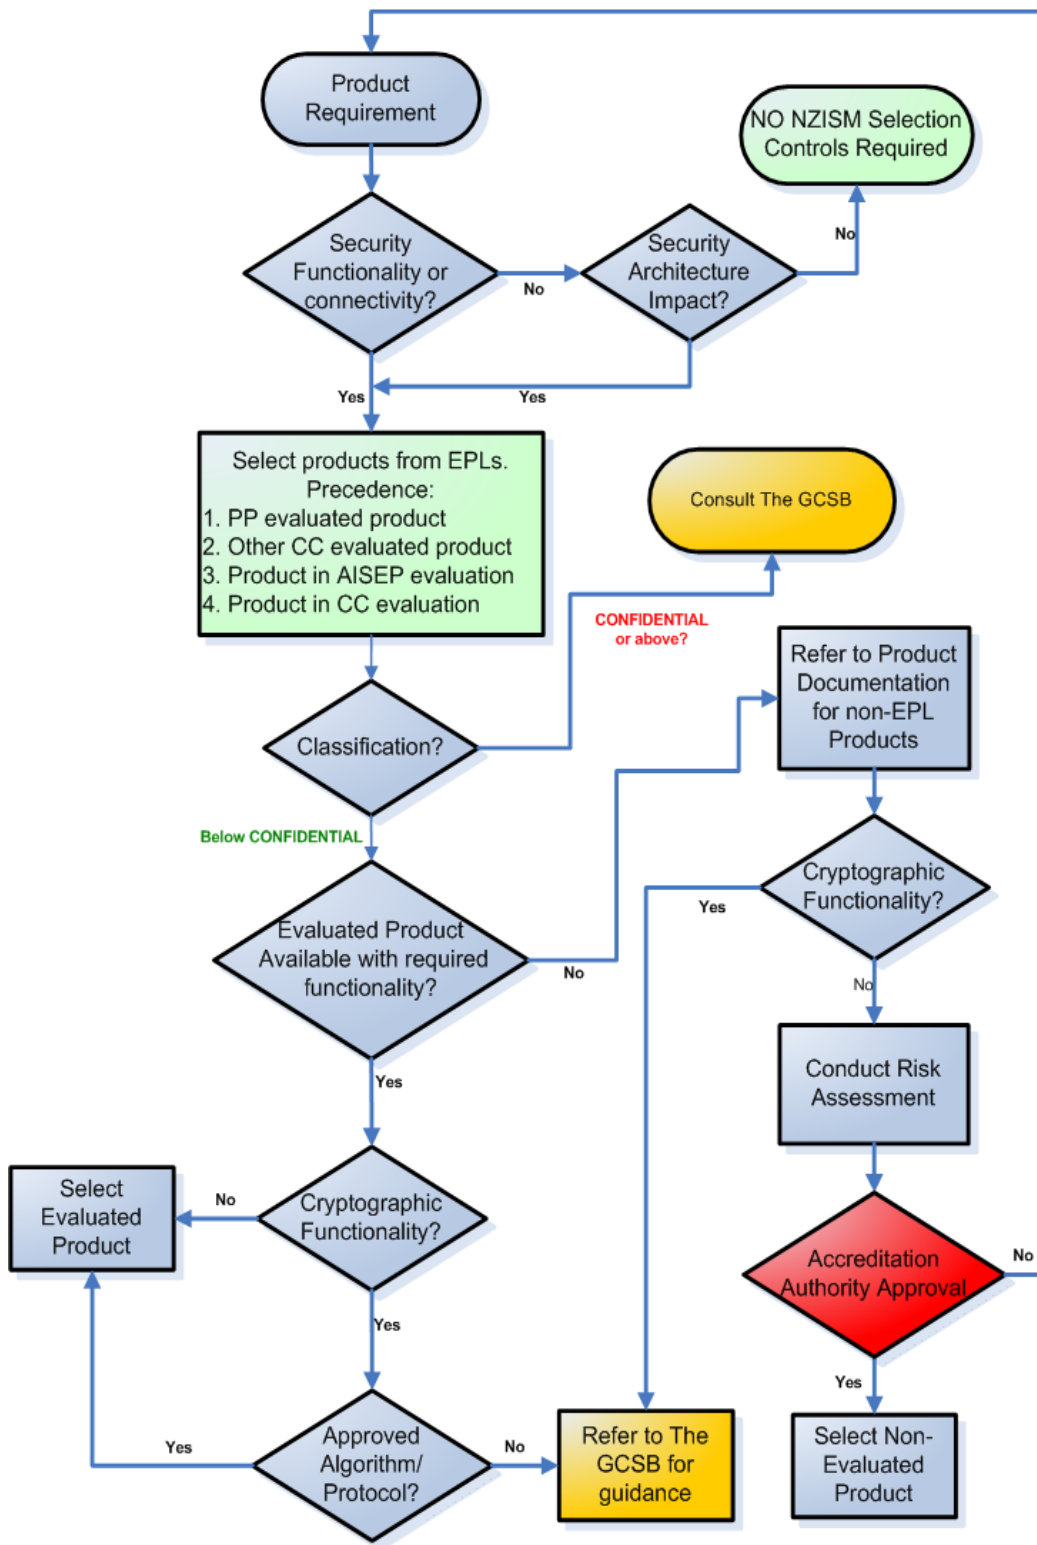 Product
Requirement
NO NZISM Selection
Controls Required
Security
Functionality or
connectivity?
No
Security
Architecture
Impact?
No
Yes
Yes
Select products from EPLs.
Precedence:
1. PP evaluated product
2. Other CC evaluated product
3. Product in AISEP evaluation
4. Product in CC evaluation
Consult The GCSB
CONFIDENTIAL
or above?
Classification?
Refer to Product
Documentation
for non-EPL
Products
Below CONFIDENTIAL
Evaluated Product
Available with required
functionality?
No
Cryptographic
Functionality?
Yes
No
Conduct Risk
Assessment
Yes
Select
Evaluated
Product
No
Cryptographic
Functionality?
Accreditation
Authority Approval
No
Yes
Yes
Approved
Algorithm/
Protocol?
Yes
No
Refer to The
GCSB for
guidance
Select Non-
Evaluated
Product